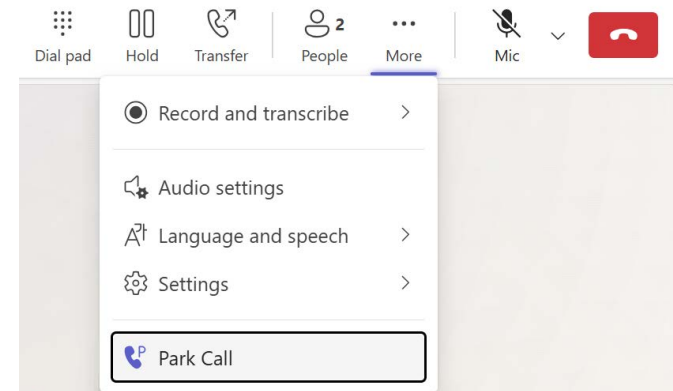 2
Dial pad Hold Transfer People More Mic
Record and transcribe
Audio settings
Language and speech
Settings
P Park Call